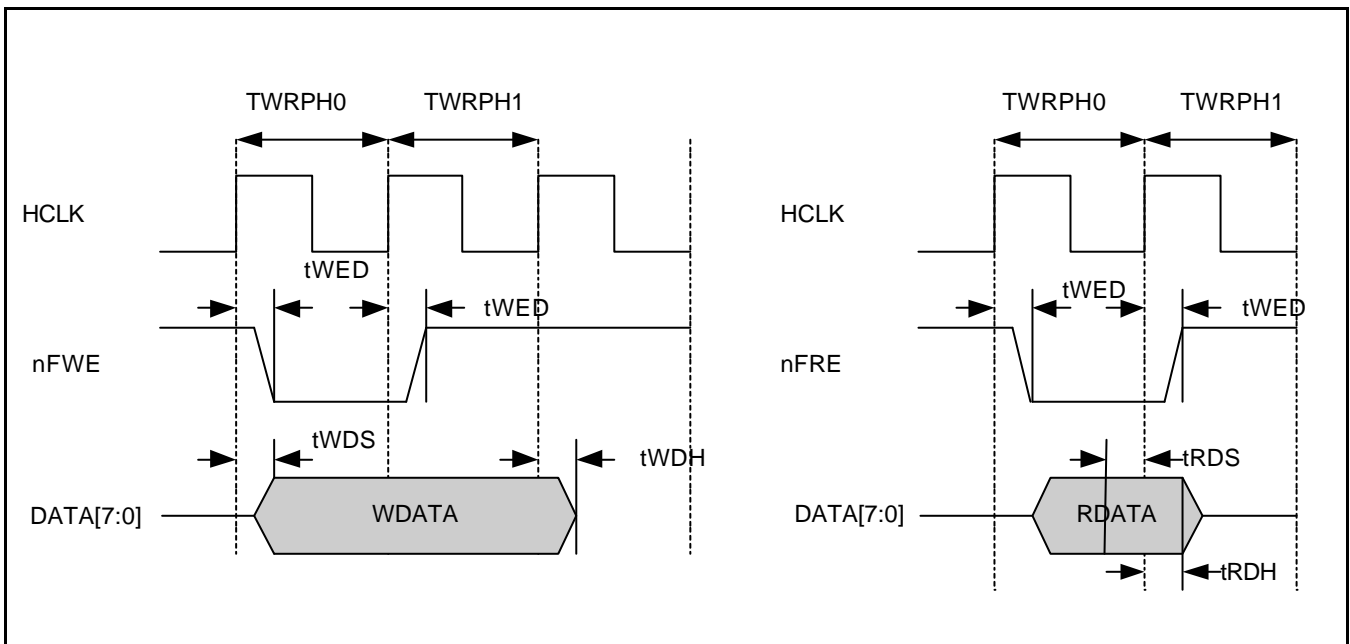 TWRPH0 TWRPH1
HCLK
tWED
tWED
nFWE
tWDS
tWDH
DATA[7:0]
WDATA
TWRPH0 TWRPH1
HCLK
tWED
tWED
nFRE
tRDS
DATA[7:0]
RDATA
tRDH